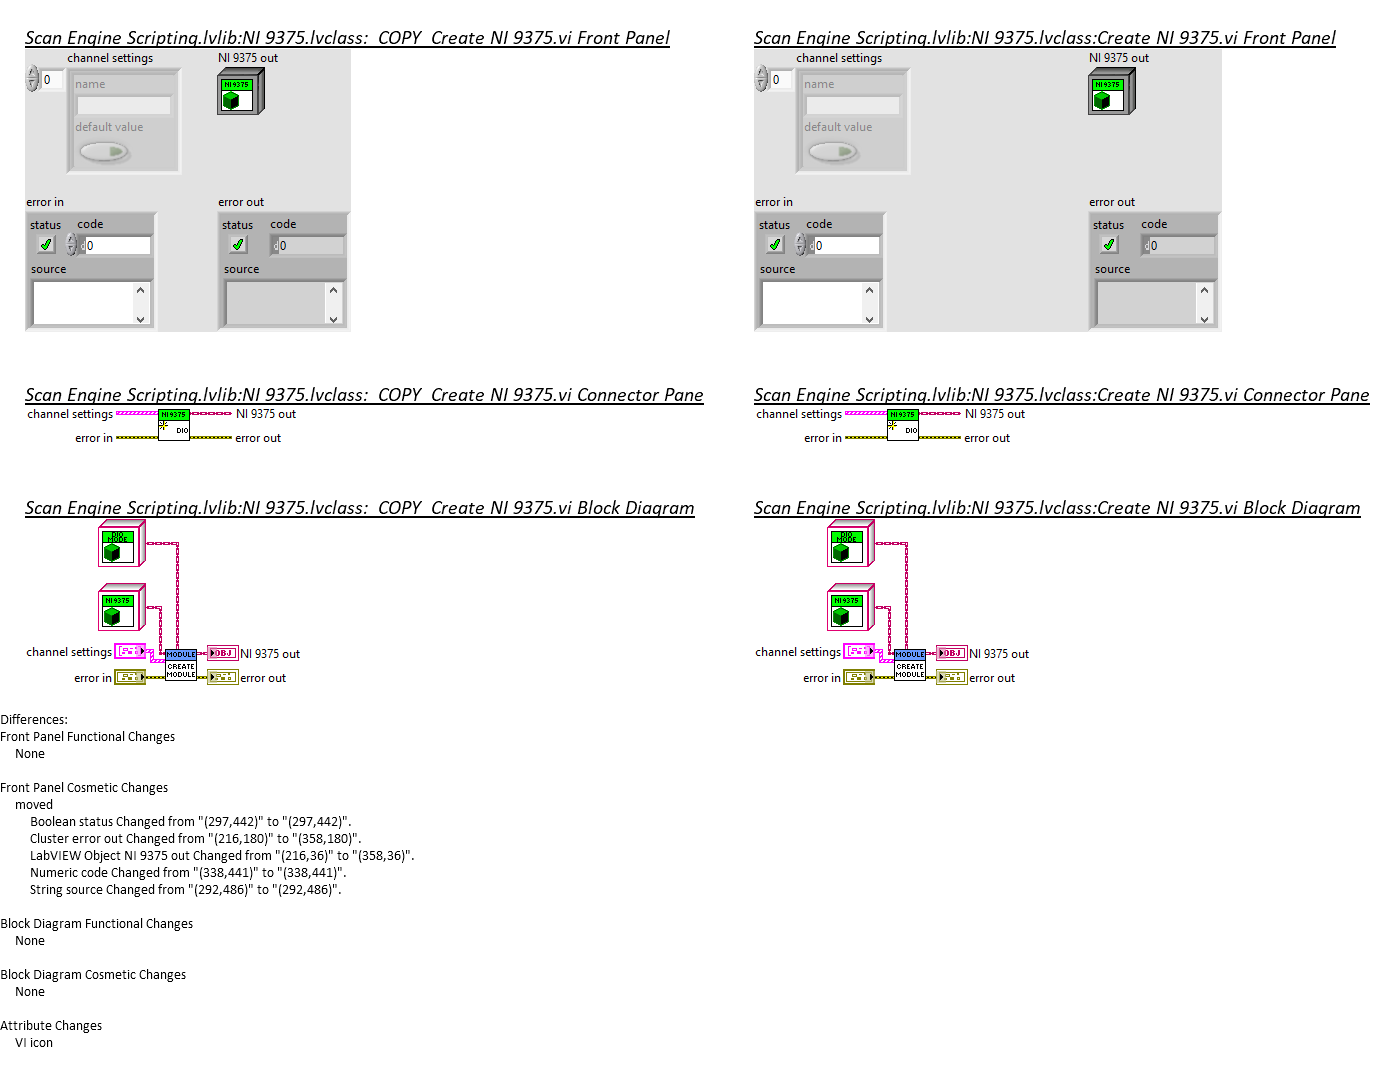 Scan Engine Scripting.lvlib:NI 9375.lvclass:_COPY_Create NI 9375.vi Front Panel
channel settings
NI 9375 out
0
name
NI 9375
default value
error in
error out
status
code
status
code
d 0
d 0
source
source
Scan Engine Scripting.lvlib:NI 9375.lvclass:Create NI 9375.vi Front Panel
channel settings
NI 9375 out
0
name
NI 9375
default value
error in
error out
status
code
status
code
d 0
d 0
source
source
Scan Engine Scripting.lvlib:NI 9375.lvclass:_COPY_Create NI 9375.vi Connector Pane
channel settings
NI 9375
NI 9375 out
DIO
error in
error out
Scan Engine Scripting.lvlib:NI 9375.lvclass:Create NI 9375.vi Connector Pane
channel settings
NI 9375
NI 9375 out
DIO
error in
error out
Scan Engine Scripting.lvlib:NI 9375.lvclass:_COPY_Create NI 9375.vi Block Diagram
MODE
NI 9375
channel settings
MODULE
OBJ
NI 9375 out
CREATE
MODULE
error in
error out
Scan Engine Scripting.lvlib:NI 9375.lvclass:Create NI 9375.vi Block Diagram
MODE
NI 9375
channel settings
MODULE
OBJ
NI 9375 out
CREATE
MODULE
error in
error out
Differences:
Front Panel Functional Changes
None
Front Panel Cosmetic Changes
moved
Boolean status Changed from "(297,442)" to "(297,442)".
Cluster error out Changed from "(216,180)" to "(358,180)".
LabVIEW Object NI 9375 out Changed from "(216,36)" to "(358,36)".
Numeric code Changed from "(338,441)" to "(338,441)".
String source Changed from "(292,486)" to "(292,486)".
Block Diagram Functional Changes
None
Block Diagram Cosmetic Changes
None
Attribute Changes
VI icon